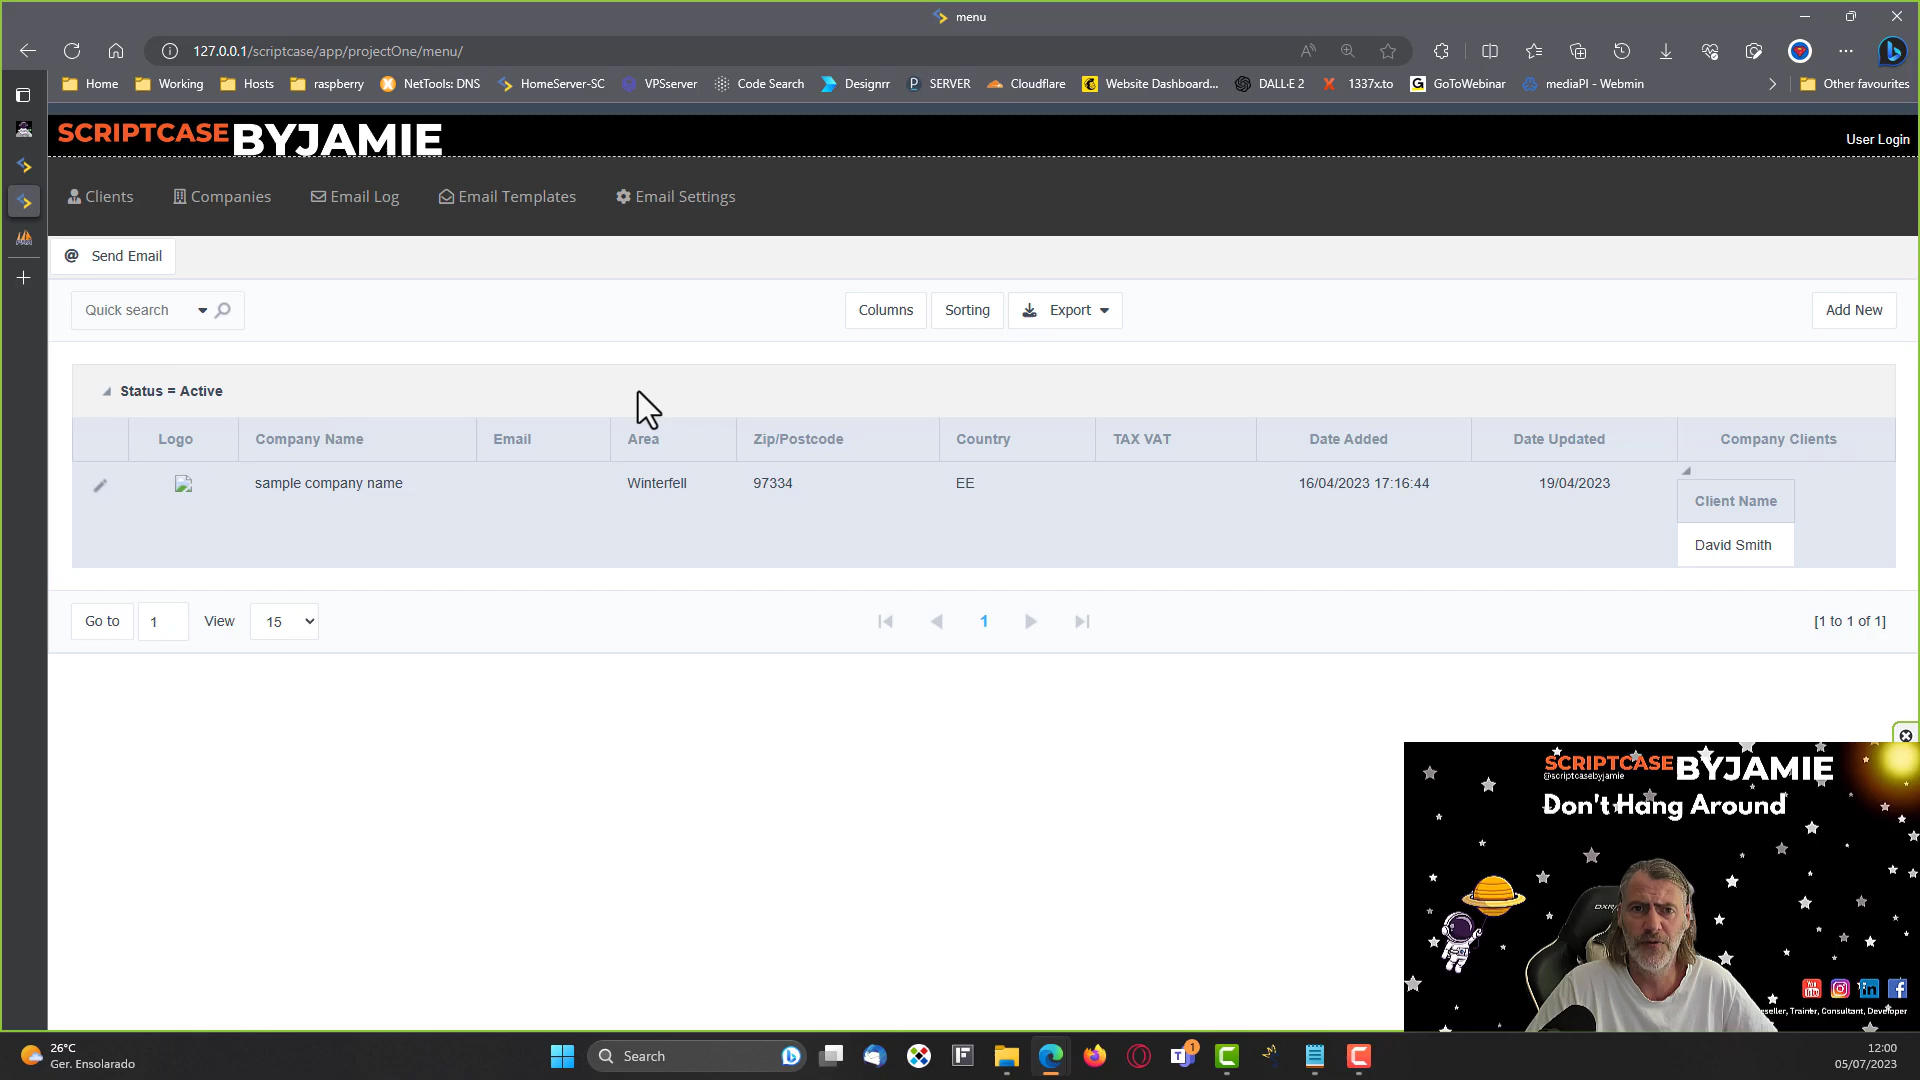 menu
127.0.0.1/scriptcase/app/projectOne/menu/
Home Working Hosts raspberry NetTools: DNS HomeServer-SC VPSserver Code Search Designrr SERVER Cloudflare Website Dashboard... DALL·E 2 1337x.to GoToWebinar mediaPI - Webmin Other favourites
SCRIPTCASE BYJAMIE
User Login
Clients Companies Email Log Email Templates Email Settings
@ Send Email
Quick search Columns Sorting Export Add New
Status = Active
Logo Company Name Email Area Zip/Postcode Country TAX VAT Date Added Date Updated Company Clients
sample company name Winterfell 97334 EE 16/04/2023 17:16:44 19/04/2023
Client Name
David Smith
Go to 1 View 15 1 [1 to 1 of 1]
SCRIPTCASE BYJAMIE
@scriptcasebyjamie
Don't Hang Around
Trainer, Consultant, Developer
26°C
Ger. Ensolarado
Search
12:00
05/07/2023